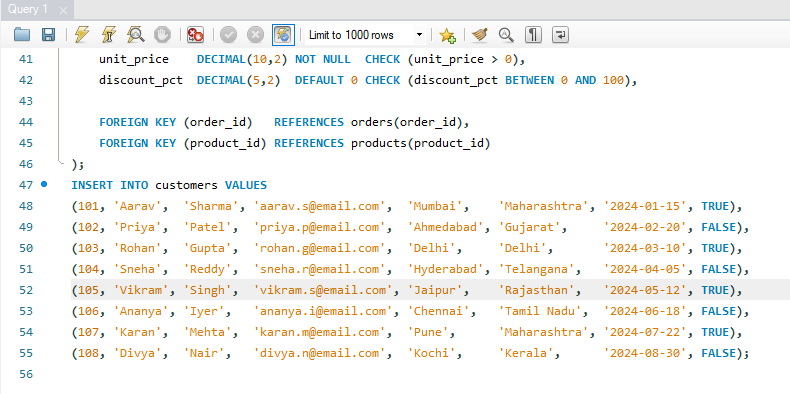 Query 1
Limit to 1000 rows
41 unit_price    DECIMAL(10,2) NOT NULL  CHECK (unit_price > 0),
42 discount_pct  DECIMAL(5,2)  DEFAULT 0 CHECK (discount_pct BETWEEN 0 AND 100),
43
44 FOREIGN KEY (order_id)   REFERENCES orders(order_id),
45 FOREIGN KEY (product_id) REFERENCES products(product_id)
46 );
47 INSERT INTO customers VALUES
48 (101, 'Aarav',  'Sharma', 'aarav.s@email.com',  'Mumbai',    'Maharashtra', '2024-01-15', TRUE),
49 (102, 'Priya',  'Patel',  'priya.p@email.com',  'Ahmedabad', 'Gujarat',     '2024-02-20', FALSE),
50 (103, 'Rohan',  'Gupta',  'rohan.g@email.com',  'Delhi',     'Delhi',       '2024-03-10', TRUE),
51 (104, 'Sneha',  'Reddy',  'sneha.r@email.com',  'Hyderabad', 'Telangana',   '2024-04-05', FALSE),
52 (105, 'Vikram', 'Singh',  'vikram.s@email.com', 'Jaipur',    'Rajasthan',   '2024-05-12', TRUE),
53 (106, 'Ananya', 'Iyer',   'ananya.i@email.com', 'Chennai',   'Tamil Nadu',  '2024-06-18', FALSE),
54 (107, 'Karan',  'Mehta',  'karan.m@email.com',  'Pune',      'Maharashtra', '2024-07-22', TRUE),
55 (108, 'Divya',  'Nair',   'divya.n@email.com',  'Kochi',     'Kerala',      '2024-08-30', FALSE);
56